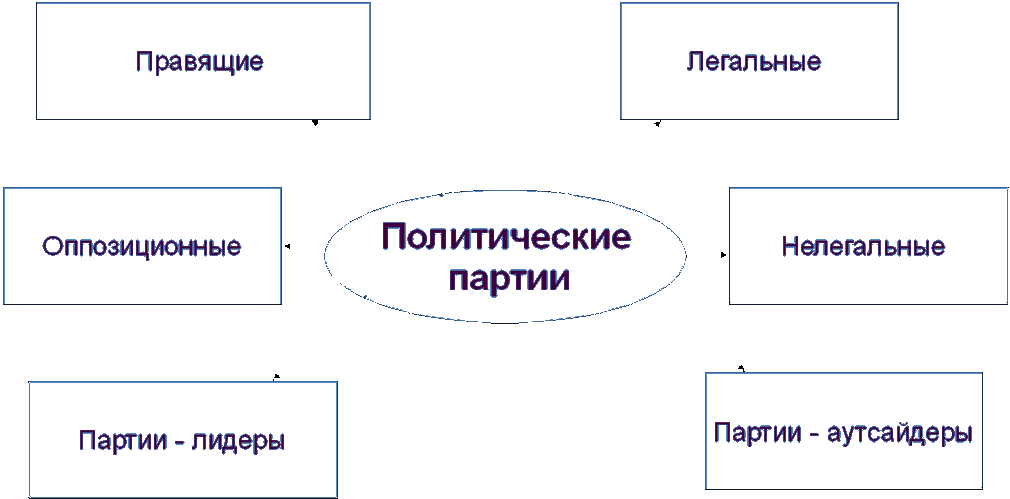 Правящие
Легальные
Оппозиционные
Политические
партии
Нелегальные
Партии - лидеры
Партии - аутсайдеры